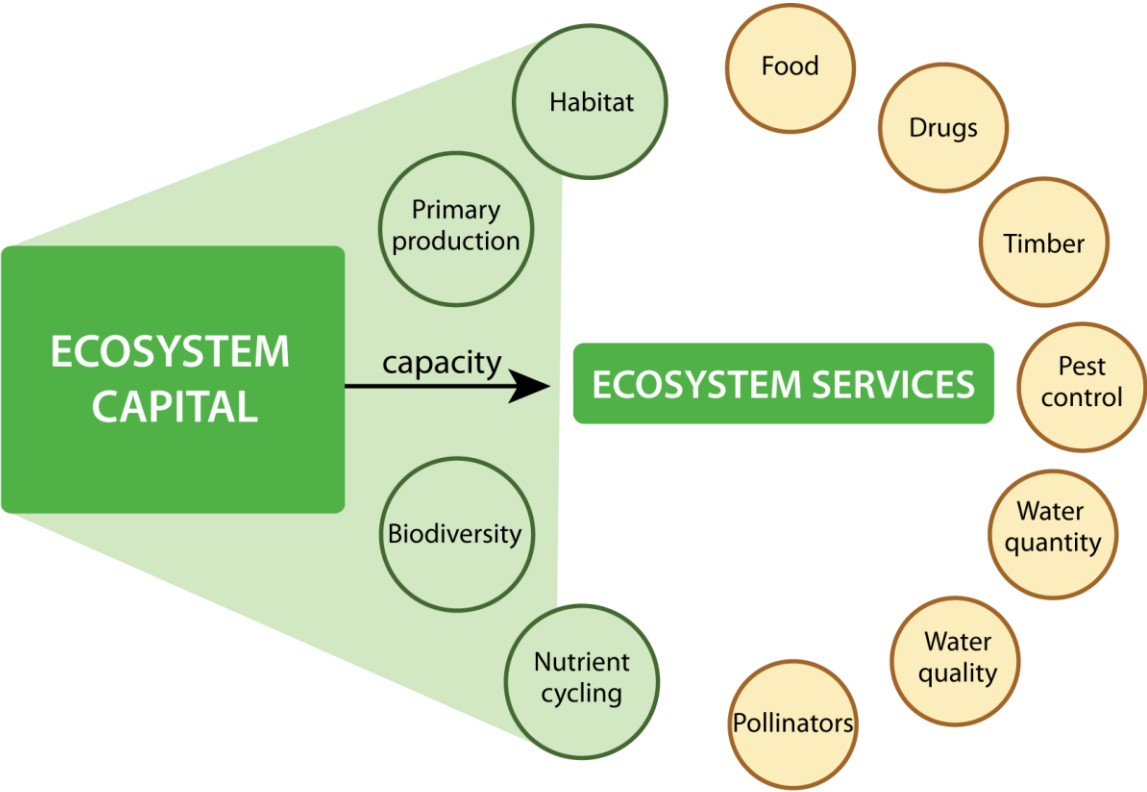 Habitat
Food
Drugs
Primary
production
Timber
ECOSYSTEM
CAPITAL
capacity
ECOSYSTEM SERVICES
Pest
control
Biodiversity
Water
quantity
Nutrient
cycling
Water
quality
Pollinators